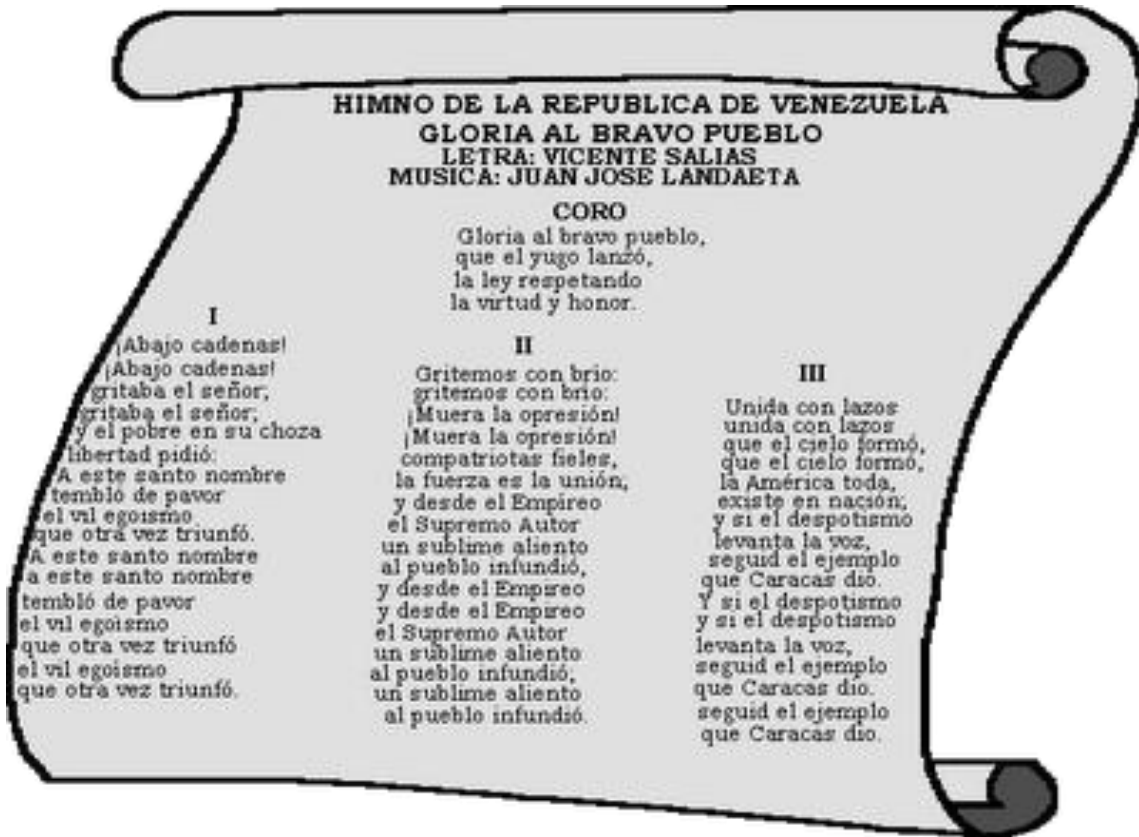 HIMNO DE LA REPUBLICA DE VENEZUELA
GLORIA AL BRAVO PUEBLO
LETRA: VICENTE SALIAS
MUSICA: JUAN JOSE LANDAETA
CORO
Gloria al bravo pueblo,
que el yugo lanzó,
la ley respetando
la virtud y honor.
I
¡Abajo cadenas!
¡Abajo cadenas!
gritaba el señor;
gritaba el señor;
y el pobre en su choza
libertad pidió:
A este santo nombre
tembló de pavor
el vil egoismo
que otra vez triunfó.
A este santo nombre
a este santo nombre
tembló de pavor
el vil egoismo
que otra vez triunfó
el vil egoismo
que otra vez triunfó.
II
Gritemos con brio:
gritemos con brio:
¡Muera la opresión!
¡Muera la opresión!
compatriotas fieles,
la fuerza es la unión;
y desde el Empireo
el Supremo Autor
un sublime aliento
al pueblo infundió,
y desde el Empireo
y desde el Empireo
el Supremo Autor
un sublime aliento
al pueblo infundió,
un sublime aliento
al pueblo infundió.
III
Unida con lazos
unida con lazos
que el cielo formó,
que el cielo formó,
la América toda,
existe en nación;
y si el despotismo
levanta la voz,
seguid el ejemplo
que Caracas dio.
Y si el despotismo
y si el despotismo
levanta la voz,
seguid el ejemplo
que Caracas dio.
seguid el ejemplo
que Caracas dio.